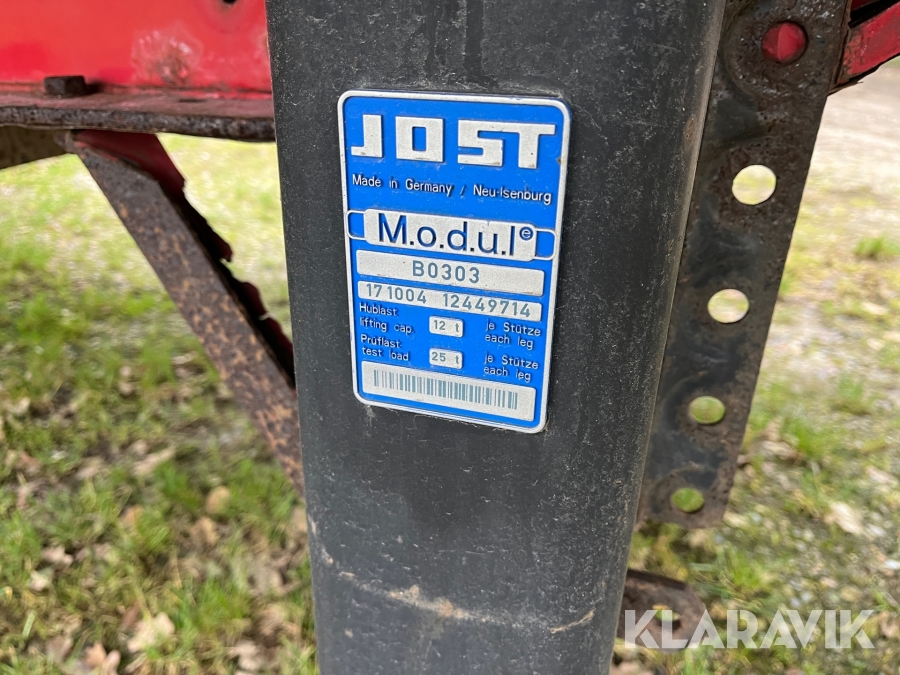 JOST
Made in Germany / Neu-Isenburg
M.o.d.u.l®
B0303
171004 12449714
Hublast 12 t je Stütze
lifting cap. each leg
Prüflast 25 t je Stütze
test load each leg
KLARAVIK